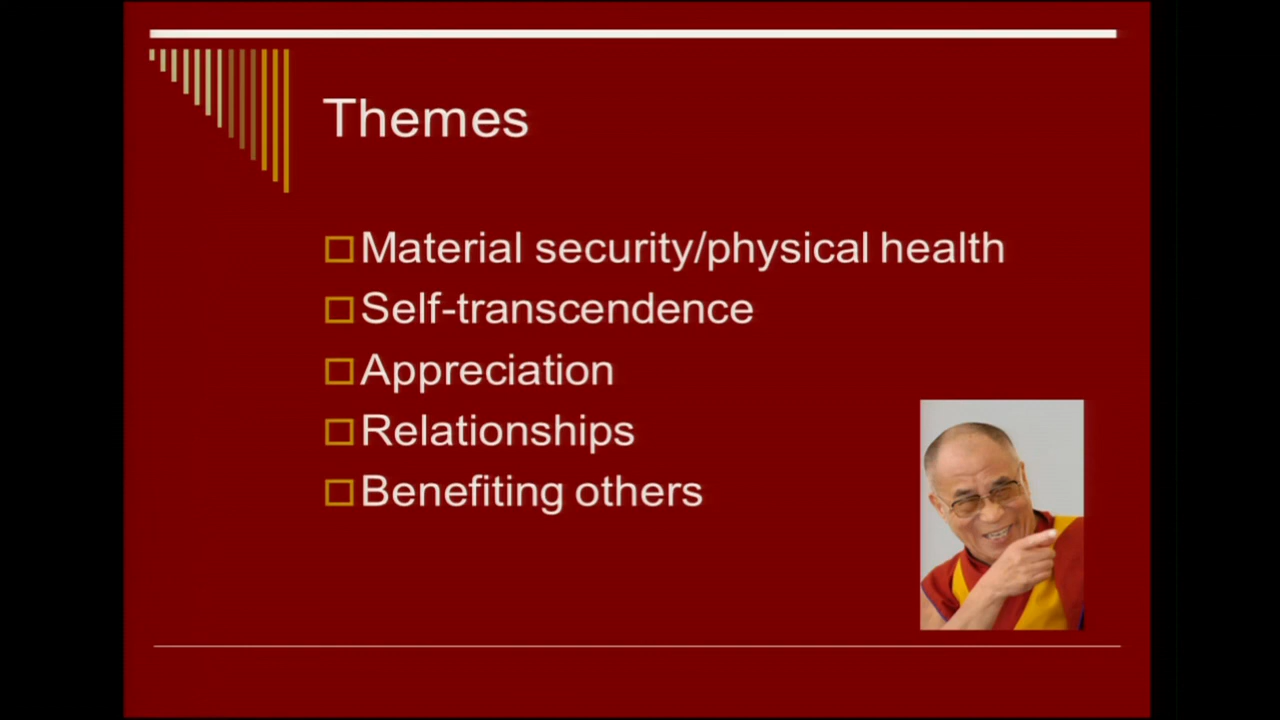 Themes
Material security/physical health
Self-transcendence
Appreciation
Relationships
Benefiting others